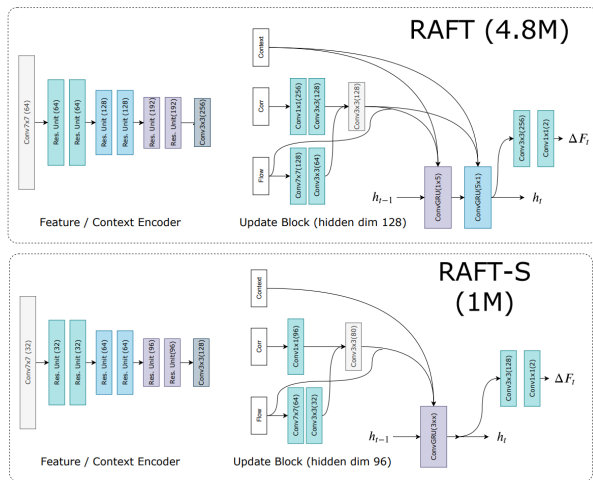 RAFT (4.8M)
Conv7x7 (64)
Res. Unit (64)
Res. Unit (64)
Res. Unit (128)
Res. Unit (128)
Res. Unit (192)
Res. Unit(192)
Conv3x3(256)
Feature / Context Encoder
Context
Corr
Conv1x1(256)
Conv3x3(128)
Conv3x3(128)
Flow
Conv7x7(128)
Conv3x3(64)
h_{t−1}
ConvGRU(1x5)
ConvGRU(5x1)
h_t
Conv3x3(256)
Conv1x1(2)
ΔF_t
Update Block (hidden dim 128)
RAFT-S
(1M)
Conv7x7 (32)
Res. Unit (32)
Res. Unit (32)
Res. Unit (64)
Res. Unit (64)
Res. Unit (96)
Res. Unit(96)
Conv3x3(128)
Feature / Context Encoder
Context
Corr
Conv1x1(96)
Conv3x3(80)
Flow
Conv7x7(64)
Conv3x3(32)
h_{t−1}
ConvGRU(3xx)
h_t
Conv3x3(128)
Conv1x1(2)
ΔF_t
Update Block (hidden dim 96)